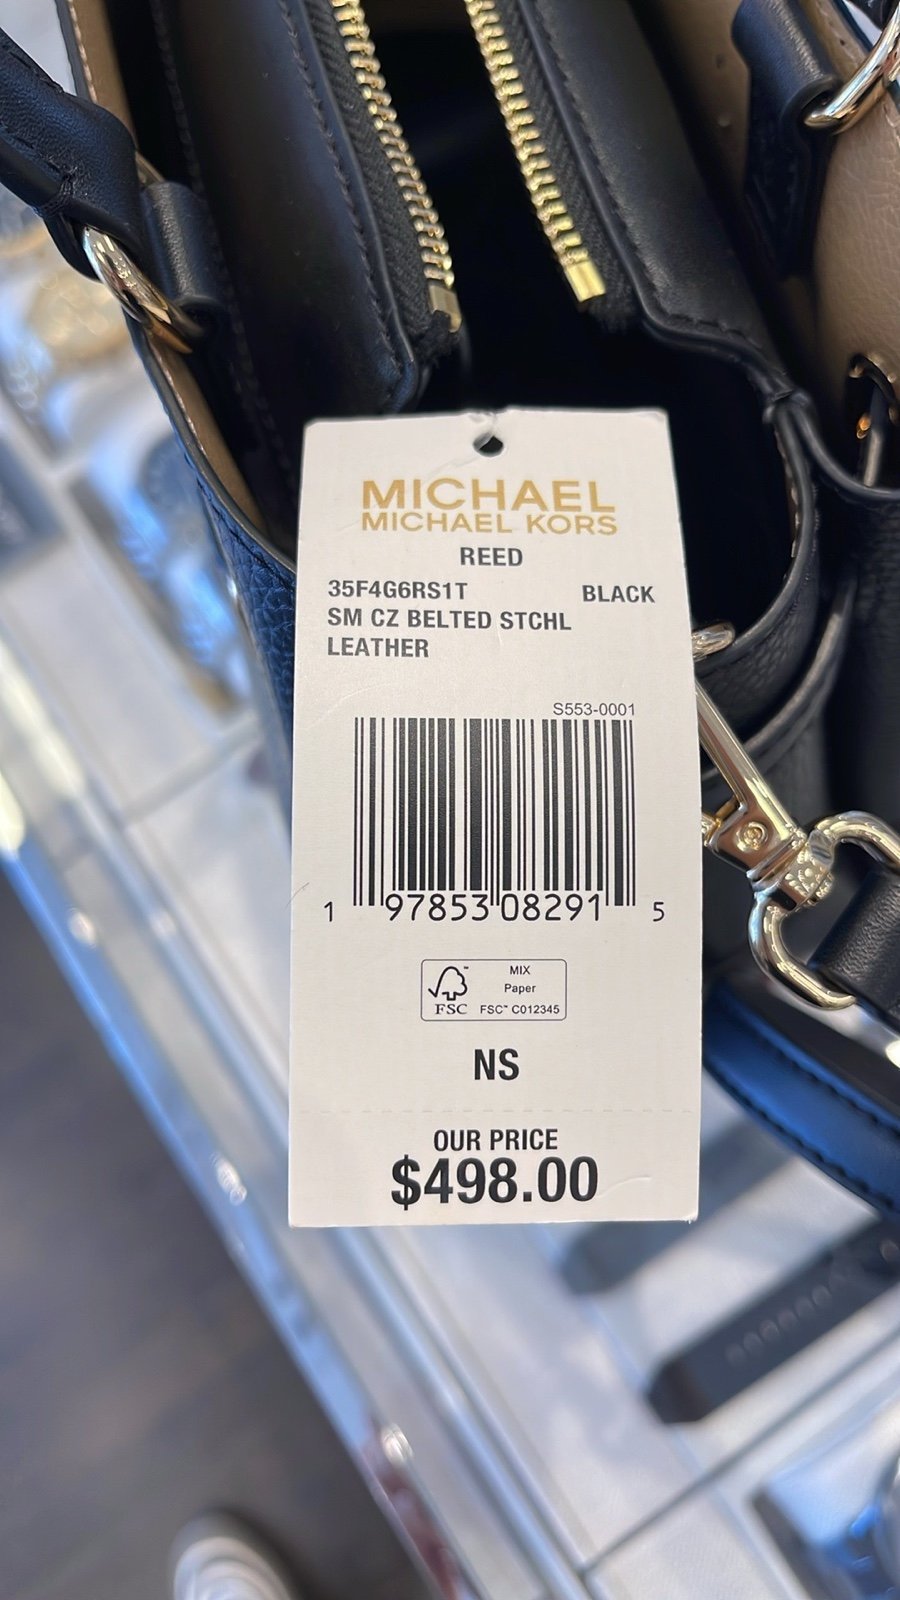 MICHAEL
MICHAEL KORS
REED
35F4G6RS1T BLACK
SM CZ BELTED STCHL
LEATHER
S553-0001
1 97853 08291 5
FSC
MIX
Paper
FSC™ C012345
NS
OUR PRICE
$498.00